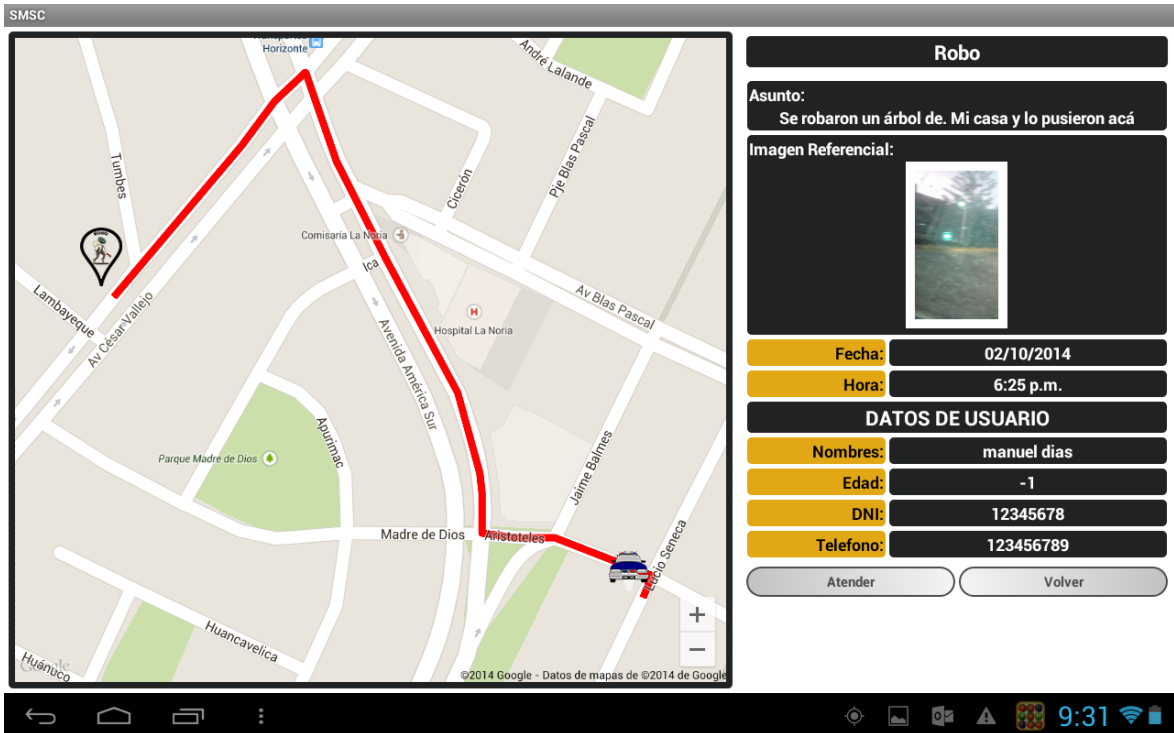 SMSC
Horizonte
André Lalande
Tumbes
Pje Blas Pascal
Cicerón
Comisaría La Noria
Ica
Lambayeque
Av César Vallejo
Av Blas Pascal
H
Hospital La Noria
Avenida América Sur
Apurimac
Parque Madre de Dios
Jaime Balmes
Madre de Dios
Aristoteles
Lucio Seneca
Huancavelica
Huánuco
Google
+
−
©2014 Google - Datos de mapas de ©2014 de Google
Robo
Asunto:
Se robaron un árbol de. Mi casa y lo pusieron acá
Imagen Referencial:
Fecha: 02/10/2014
Hora: 6:25 p.m.
DATOS DE USUARIO
Nombres: manuel dias
Edad: -1
DNI: 12345678
Telefono: 123456789
Atender Volver
9:31